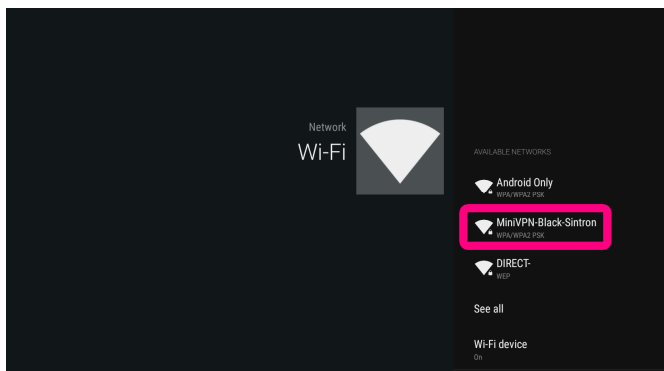 Network
Wi-Fi
AVAILABLE NETWORKS
Android Only
WPA/WPA2 PSK
MiniVPN-Black-Sintron
WPA/WPA2 PSK
DIRECT-
WEP
See all
Wi-Fi device
On